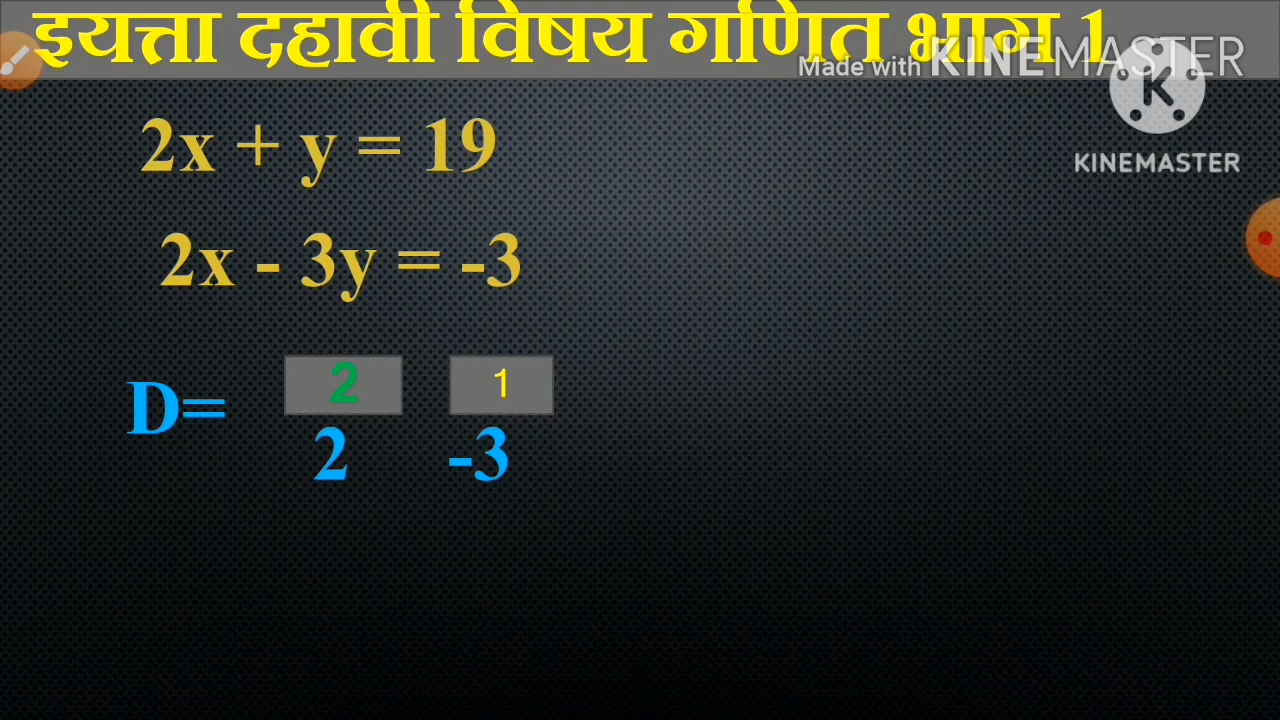 इयत्ता दहावी विषय गणित भाग 1
Made with KINEMASTER
K
KINEMASTER
2x + y = 19
2x - 3y = -3
D= 2 1
2 -3